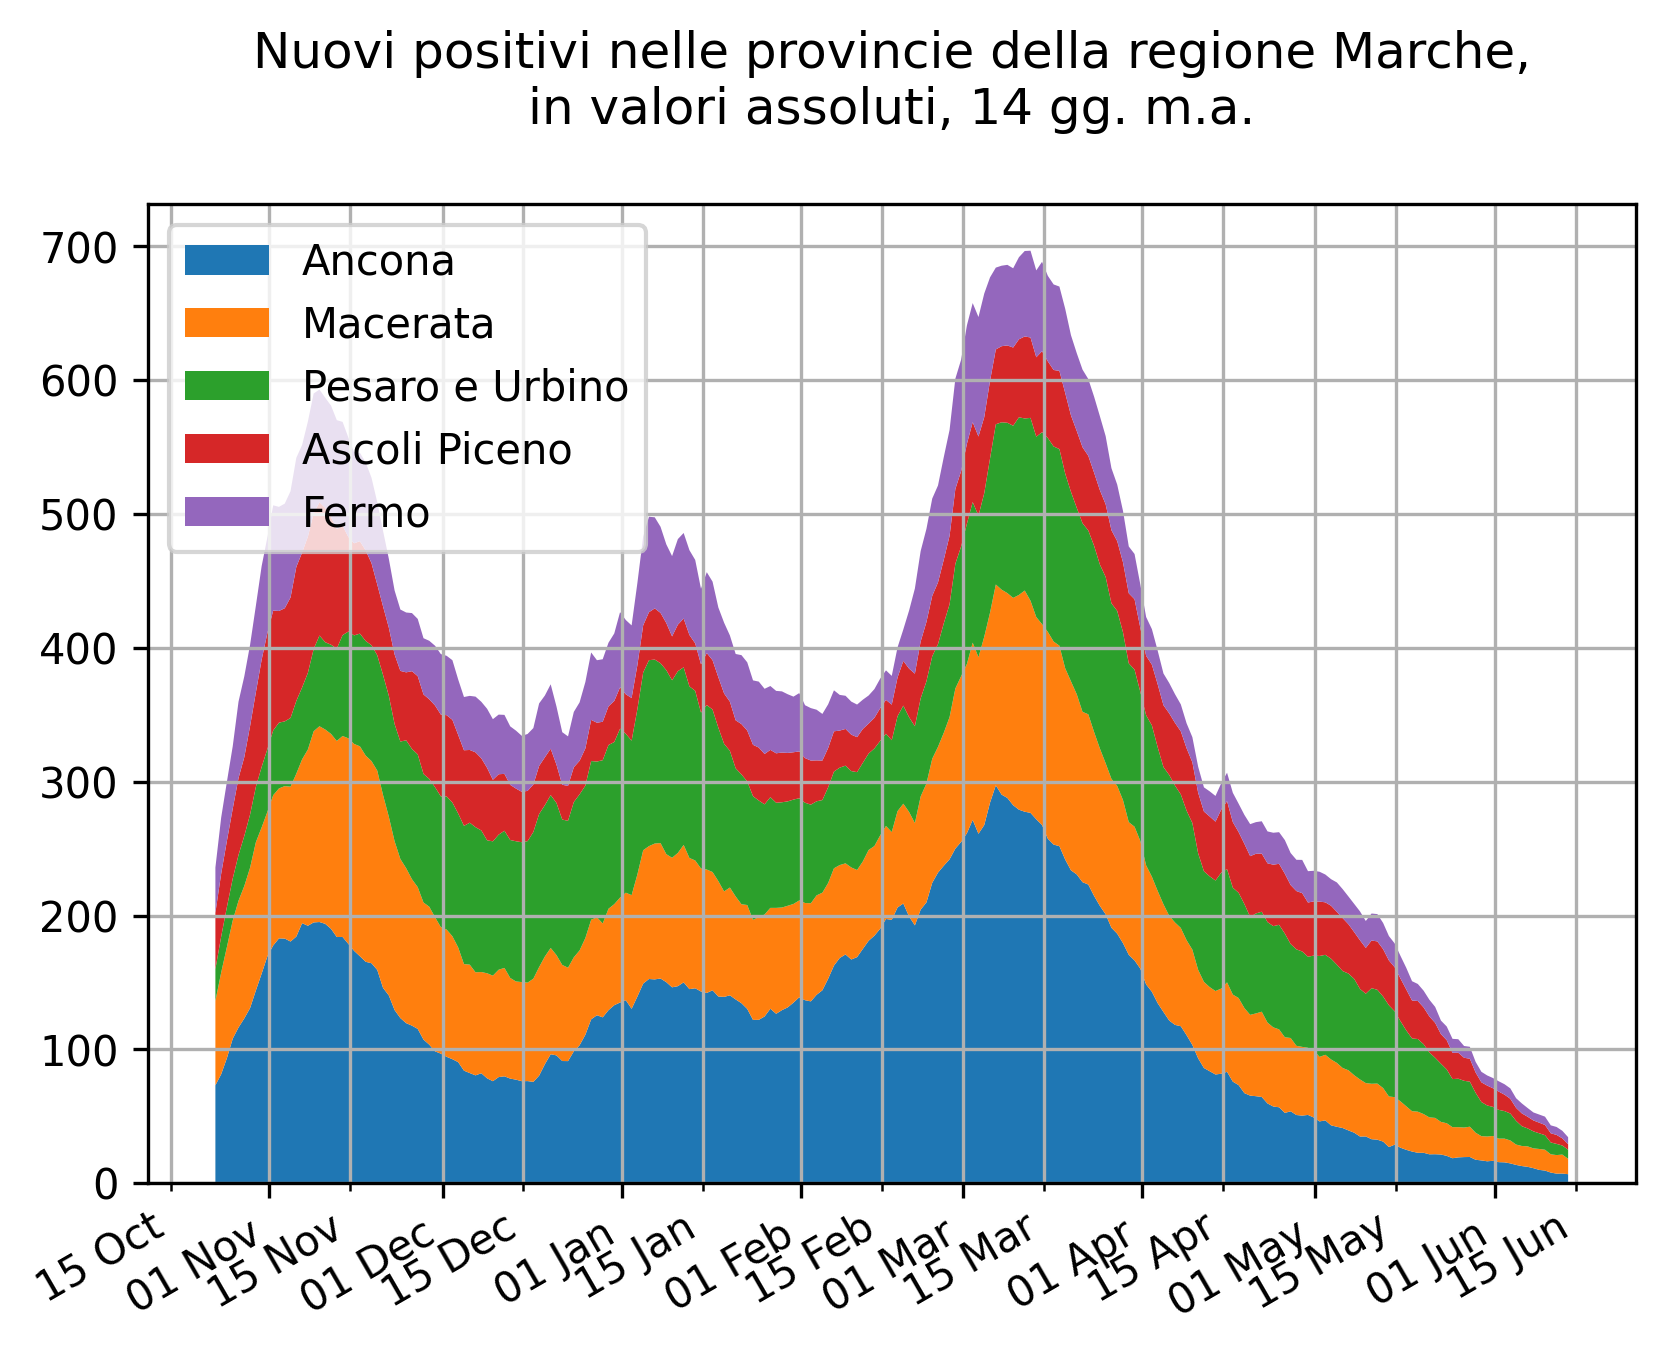 Nuovi positivi nelle provincie della regione Marche,
in valori assoluti, 14 gg. m.a.
700
600
500
400
300
200
100
0
Ancona
Macerata
Pesaro e Urbino
Ascoli Piceno
Fermo
15 Oct
01 Nov
15 Nov
01 Dec
15 Dec
01 Jan
15 Jan
01 Feb
15 Feb
01 Mar
15 Mar
01 Apr
15 Apr
01 May
15 May
01 Jun
15 Jun